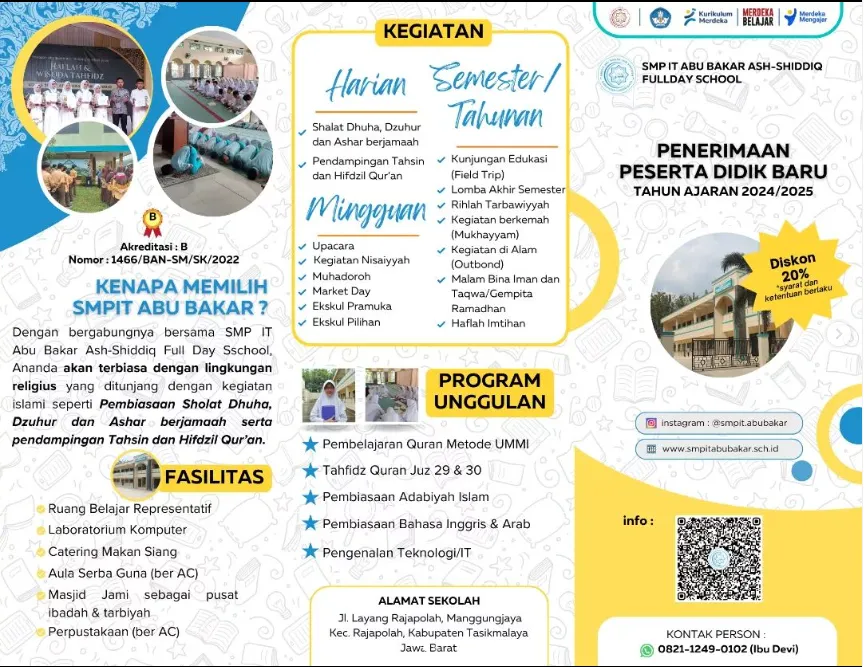 HAFLAH &
WISUDA TAHFIDZ
B
Akreditasi : B
Nomor : 1466/BAN-SM/SK/2022
KENAPA MEMILIH
SMPIT ABU BAKAR ?
Dengan bergabungnya bersama SMP IT
Abu Bakar Ash-Shiddiq Full Day Sschool,
Ananda akan terbiasa dengan lingkungan
religius yang ditunjang dengan kegiatan
islami seperti Pembiasaan Sholat Dhuha,
Dzuhur dan Ashar berjamaah serta
pendampingan Tahsin dan Hifdzil Qur'an.
FASILITAS
Ruang Belajar Representatif
Laboratorium Komputer
Catering Makan Siang
Aula Serba Guna (ber AC)
Masjid Jami sebagai pusat
ibadah & tarbiyah
Perpustakaan (ber AC)
KEGIATAN
Harian
Shalat Dhuha, Dzuhur
dan Ashar berjamaah
Pendampingan Tahsin
dan Hifdzil Qur'an
Mingguan
Upacara
Kegiatan Nisaiyyah
Muhadoroh
Market Day
Ekskul Pramuka
Ekskul Pilihan
Semester/
Tahunan
Kunjungan Edukasi
(Field Trip)
Lomba Akhir Semester
Rihlah Tarbawiyyah
Kegiatan berkemah
(Mukhayyam)
Kegiatan di Alam
(Outbond)
Malam Bina Iman dan
Taqwa/Gempita
Ramadhan
Haflah Imtihan
PROGRAM
UNGGULAN
Pembelajaran Quran Metode UMMI
Tahfidz Quran Juz 29 & 30
Pembiasaan Adabiyah Islam
Pembiasaan Bahasa Inggris & Arab
Pengenalan Teknologi/IT
ALAMAT SEKOLAH
Jl. Layang Rajapolah, Manggungjaya
Kec. Rajapolah, Kabupaten Tasikmalaya
Jawa Barat
Kurikulum
Merdeka
MERDEKA
BELAJAR
Merdeka
Mengajar
SMP IT ABU BAKAR ASH-SHIDDIQ
FULLDAY SCHOOL
PENERIMAAN
PESERTA DIDIK BARU
TAHUN AJARAN 2024/2025
Diskon
20%
*syarat dan
ketentuan berlaku
instagram : @smpit.abubakar
www.smpitabubakar.sch.id
info :
KONTAK PERSON :
0821-1249-0102 (Ibu Devi)